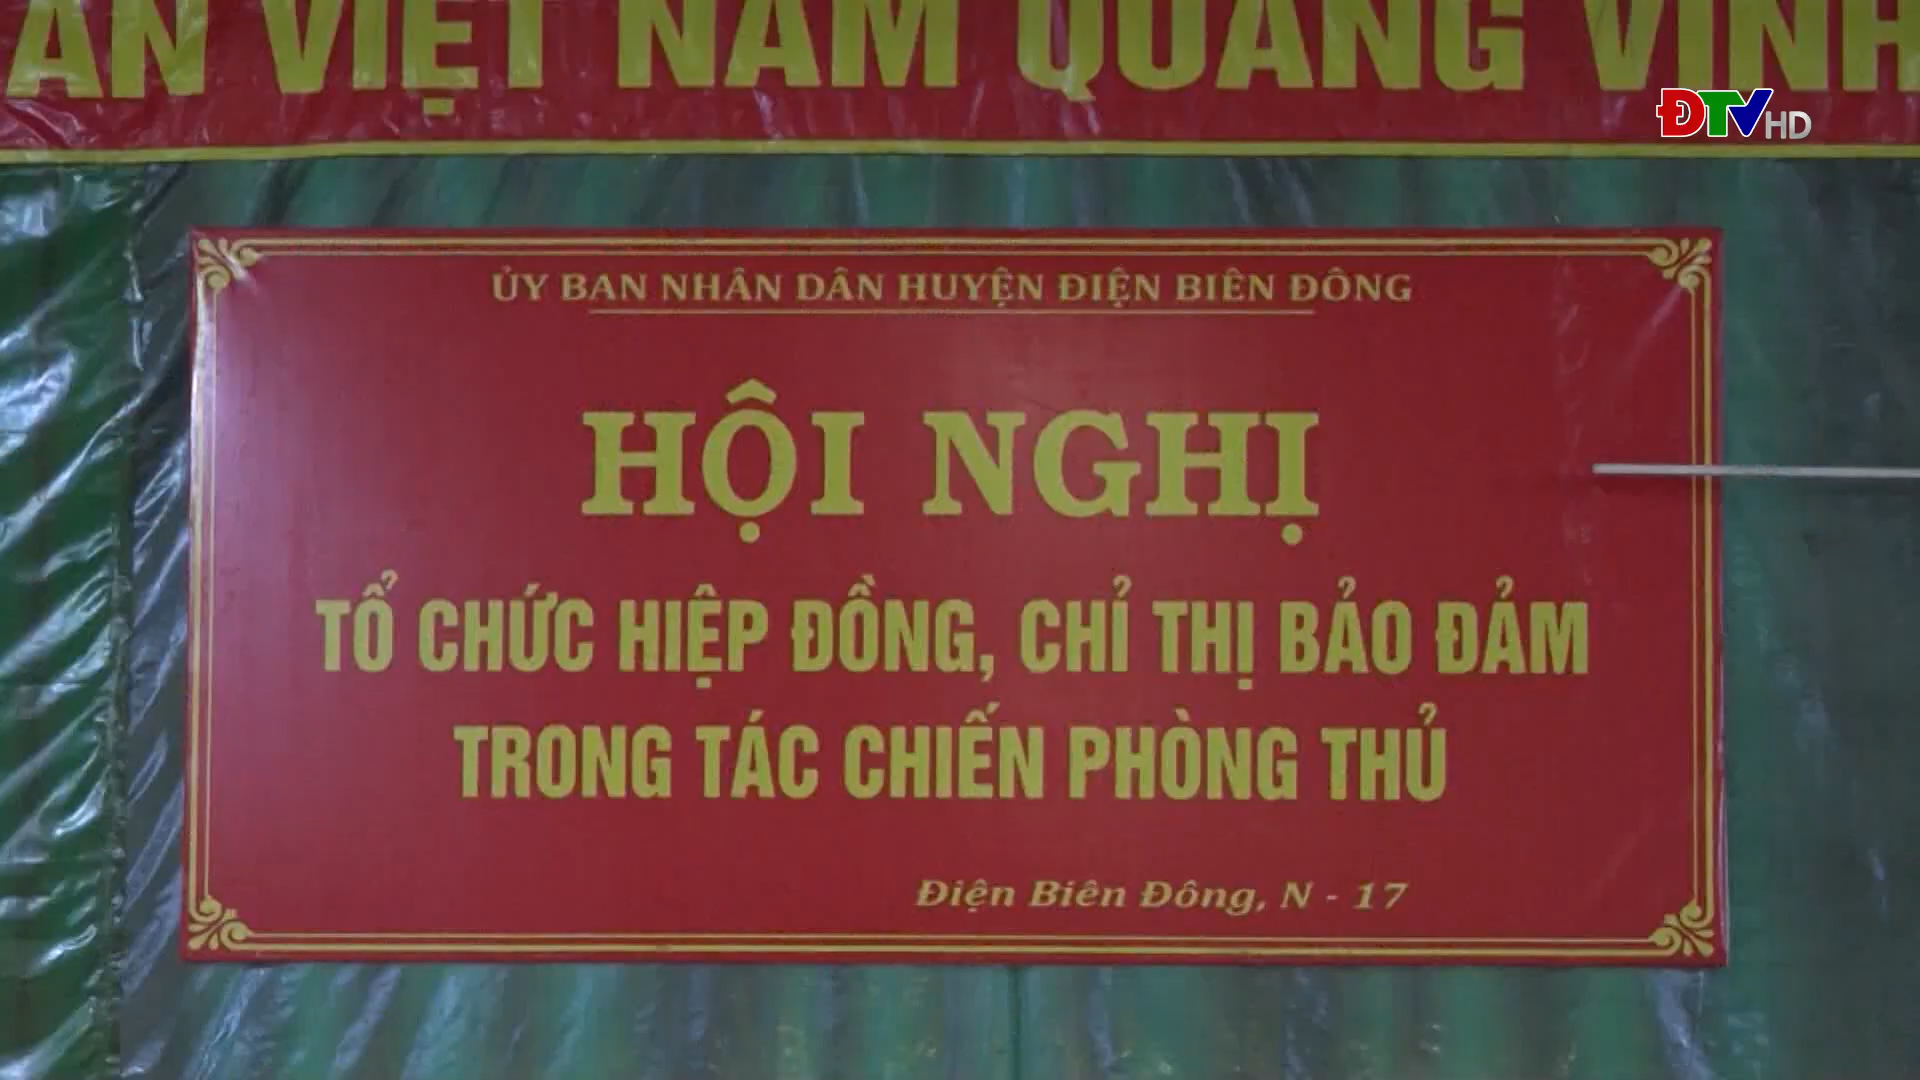 VIỆT NAM QUANG VINH
ĐTV HD
ỦY BAN NHÂN DÂN HUYỆN ĐIỆN BIÊN ĐÔNG
HỘI NGHỊ
TỔ CHỨC HIỆP ĐỒNG, CHỈ THỊ BẢO ĐẢM
TRONG TÁC CHIẾN PHÒNG THỦ
Điện Biên Đông, N - 17